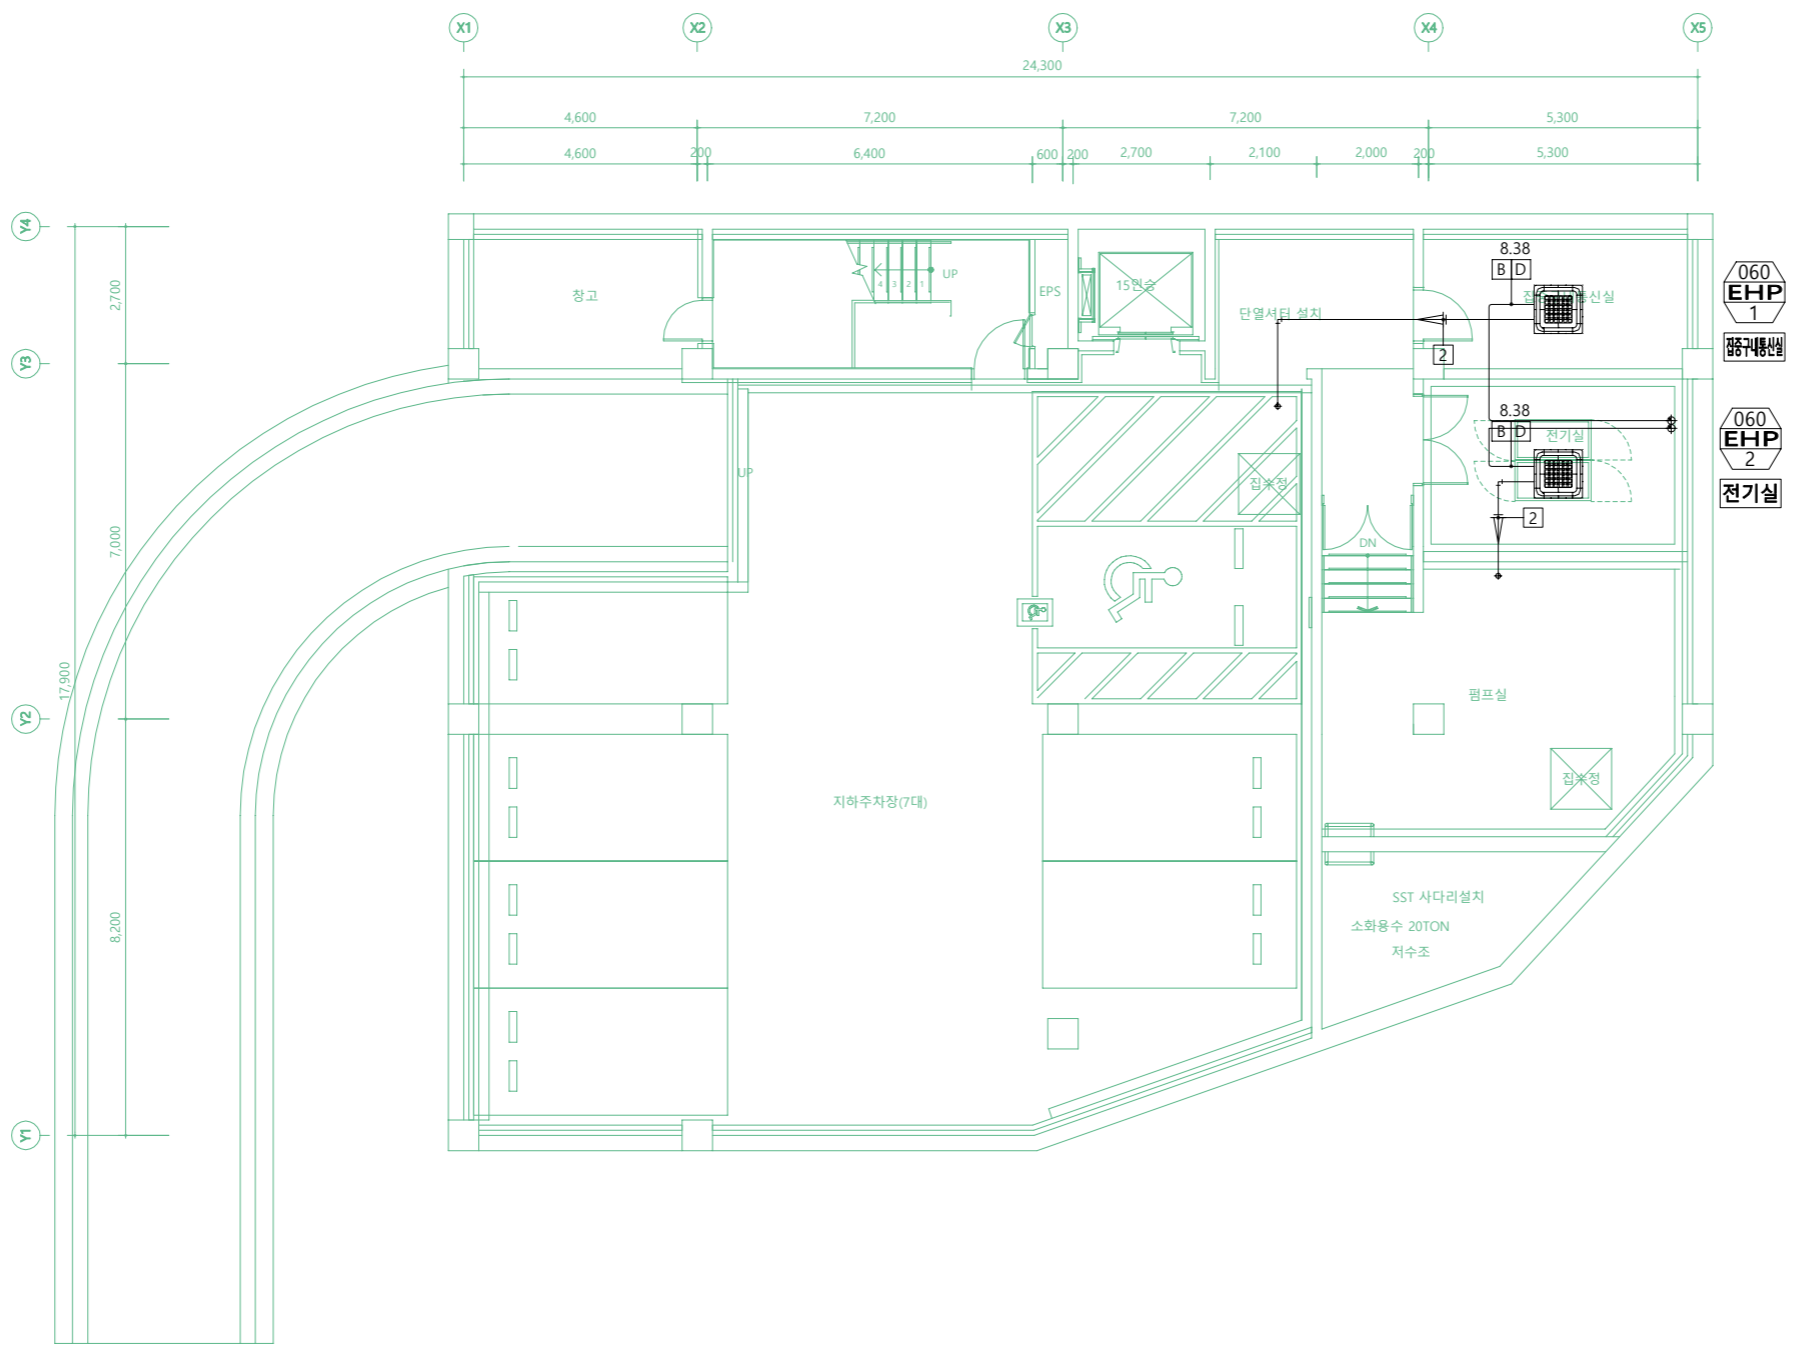 X1 X2 X3 X4 X5
24,300
4,600 7,200 7,200 5,300
4,600 200 6,400 600 200 2,700 2,100 2,000 200 5,300
Y4
8.38
B D
060
EHP
1
집중구내통신실
창고
2,700
4 3 2 1
UP
EPS
15인승
단열셔터 설치
2
Y3
8.38
B D
전기실
060
EHP
2
전기실
UP
집수정
2
7,000
DN
17,900
펌프실
Y2
집수정
지하주차장(7대)
SST 사다리설치
소화용수 20TON
저수조
8,200
Y1